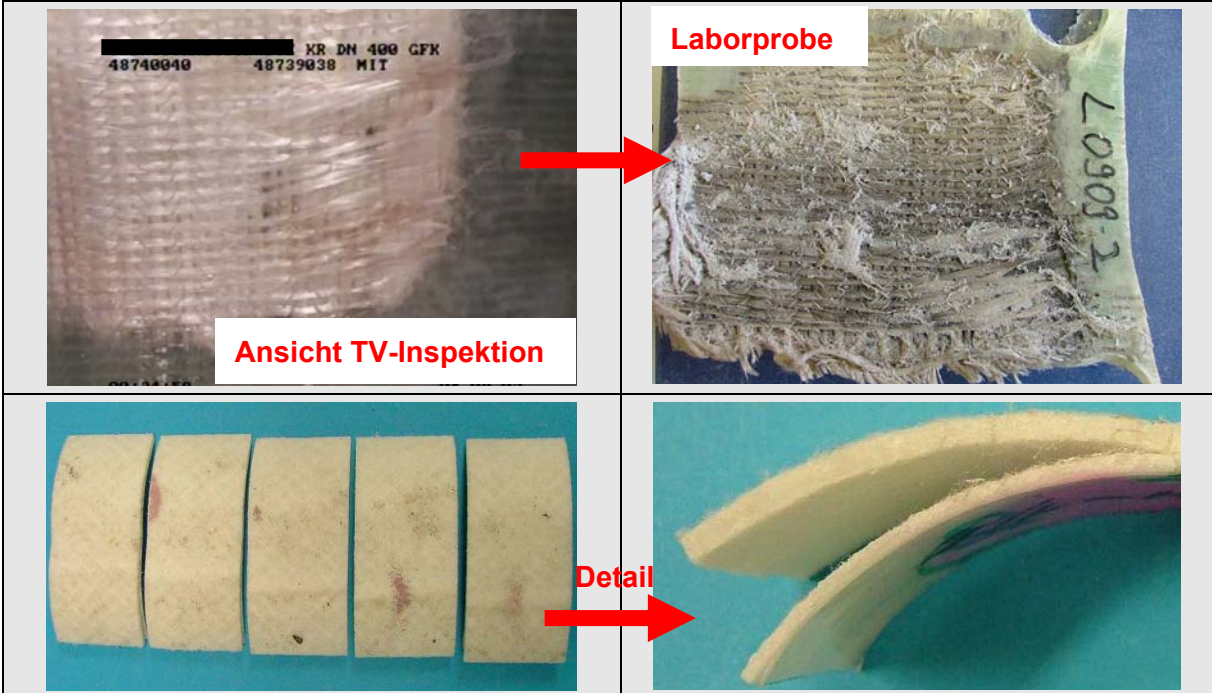 KR DN 400 GFK
48740040 48739038 MIT
Ansicht TV-Inspektion
Laborprobe
L0909-2
Detail